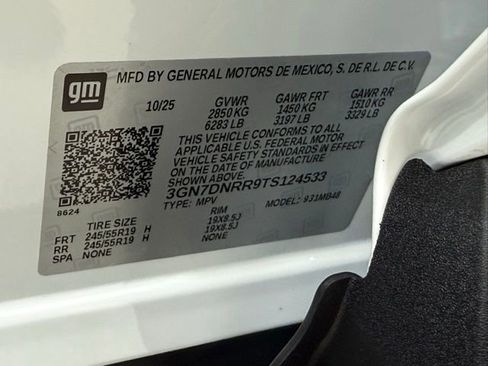 gm
MFD BY GENERAL MOTORS DE MEXICO, S. DE R.L. DE C.V.
10/25 GVWR GAWR FRT GAWR RR
2850 KG 1450 KG 1510 KG
6283 LB 3197 LB 3329 LB
THIS VEHICLE CONFORMS TO ALL
APPLICABLE U.S. FEDERAL MOTOR
VEHICLE SAFETY STANDARDS IN EFFECT
ON THE DATE OF MANUFACTURE
SHOWN ABOVE.
3GN7DNRR9TS124533
TYPE: MPV MODEL: 931MB48
8624
TIRE SIZE RIM
FRT 245/55R19 H 19X8.5J
RR 245/55R19 H 19X8.5J
SPA NONE NONE